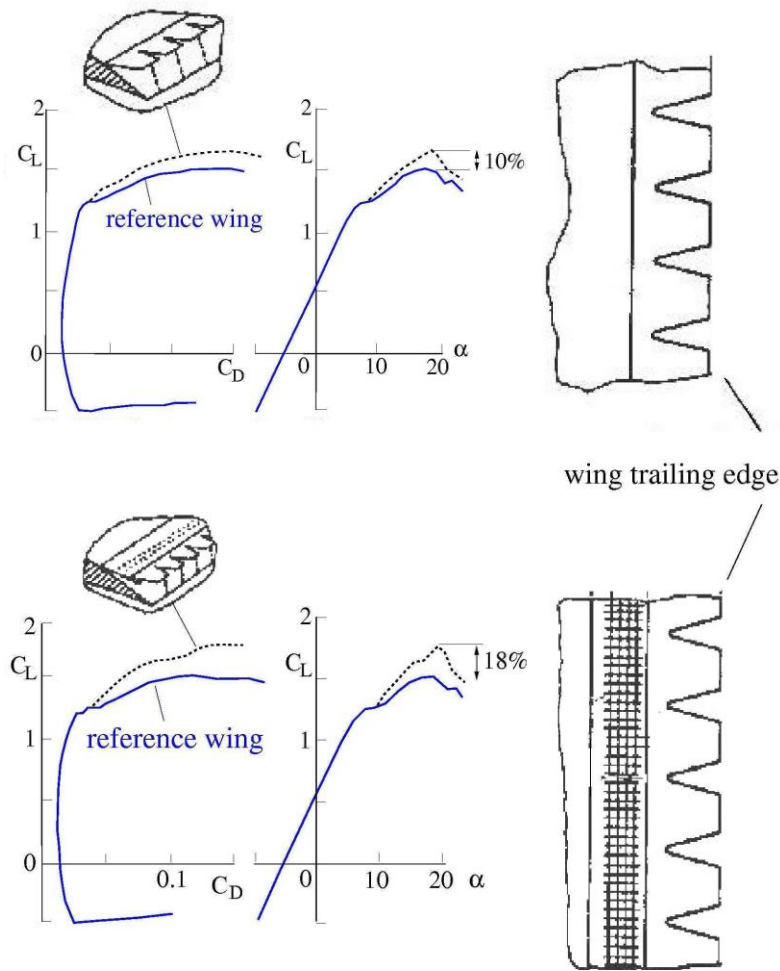 2
C_L
1
0
C_D
reference wing
2
C_L
1
0
10
20
α
10%
wing trailing edge
2
C_L
1
0
0.1
C_D
reference wing
2
C_L
1
0
10
20
α
18%